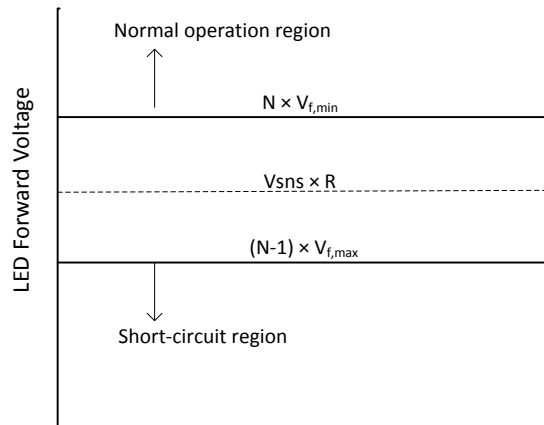 Normal operation region
N × Vf,min
Vsns × R
(N-1) × Vf,max
Short-circuit region
LED Forward Voltage